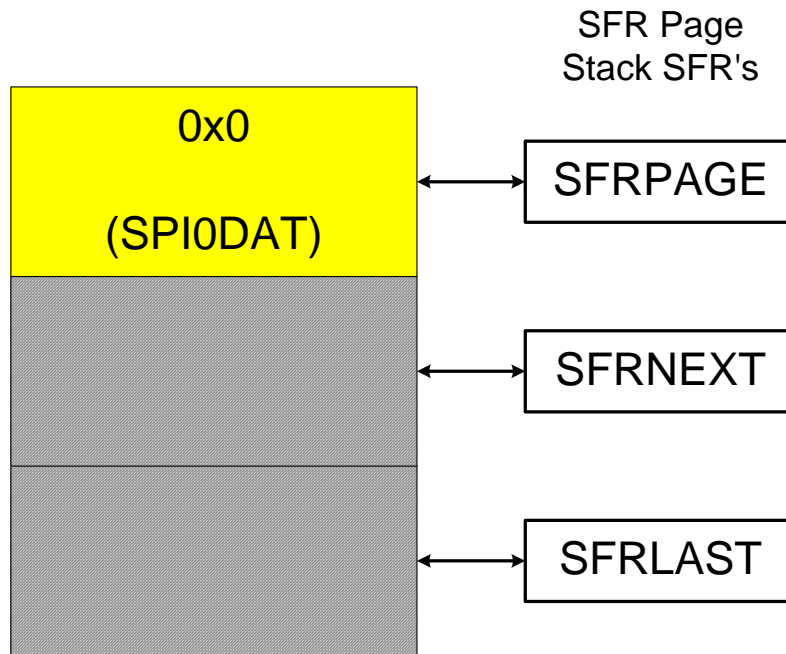 SFR Page
Stack SFR's
0x0
(SPI0DAT)
SFRPAGE
SFRNEXT
SFRLAST